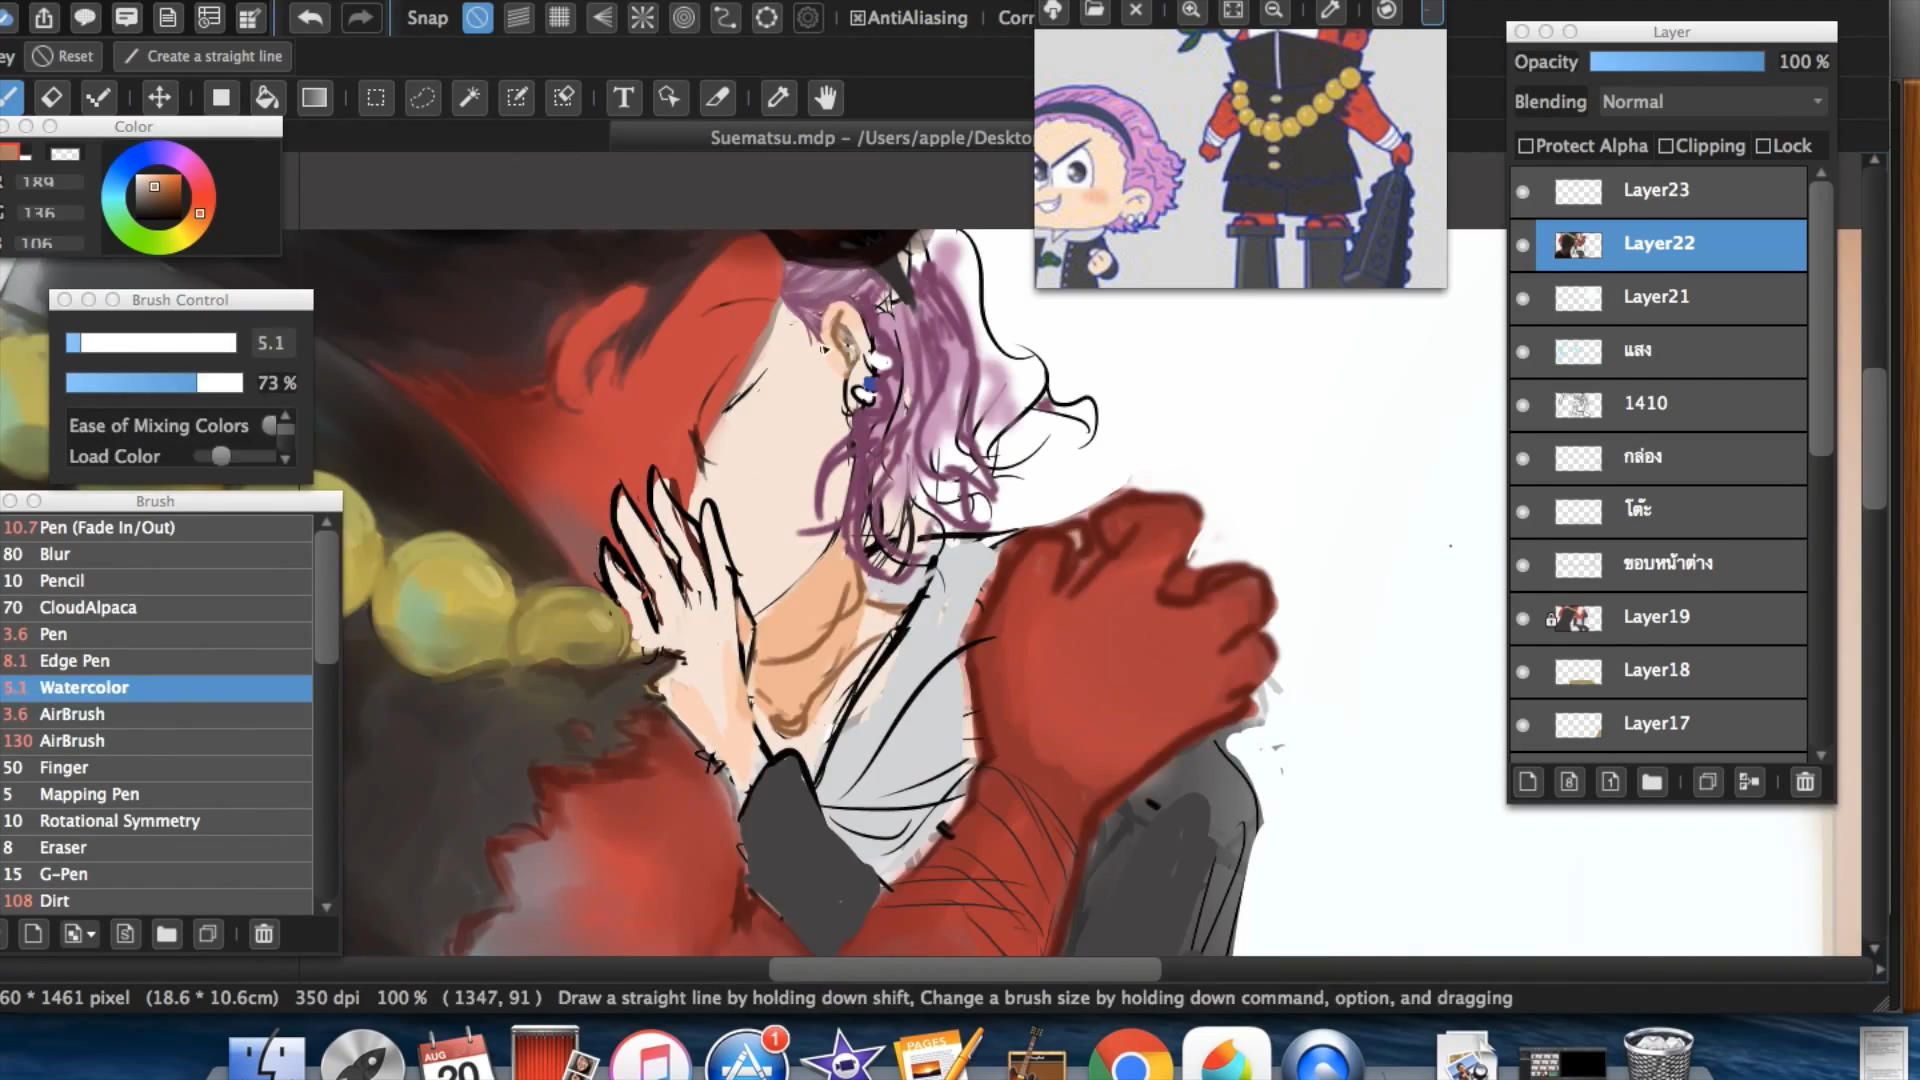 Snap
AntiAliasing
Corr
ey
Reset
Create a straight line
Layer
Opacity
100 %
Blending
Normal
Protect Alpha
Clipping
Lock
Suematsu.mdp – /Users/apple/Deskto
Color
189
136
106
Brush Control
5.1
73 %
Ease of Mixing Colors
Load Color
Brush
10.7 Pen (Fade In/Out)
80 Blur
10 Pencil
70 CloudAlpaca
3.6 Pen
8.1 Edge Pen
5.1 Watercolor
3.6 AirBrush
130 AirBrush
50 Finger
5 Mapping Pen
10 Rotational Symmetry
8 Eraser
15 G-Pen
108 Dirt
Layer23
Layer22
Layer21
แสง
1410
กล่อง
โต๊ะ
ขอบหน้าต่าง
Layer19
Layer18
Layer17
60 * 1461 pixel (18.6 * 10.6cm) 350 dpi 100 % ( 1347, 91 ) Draw a straight line by holding down shift, Change a brush size by holding down command, option, and dragging
AUG
20
1
PAGES